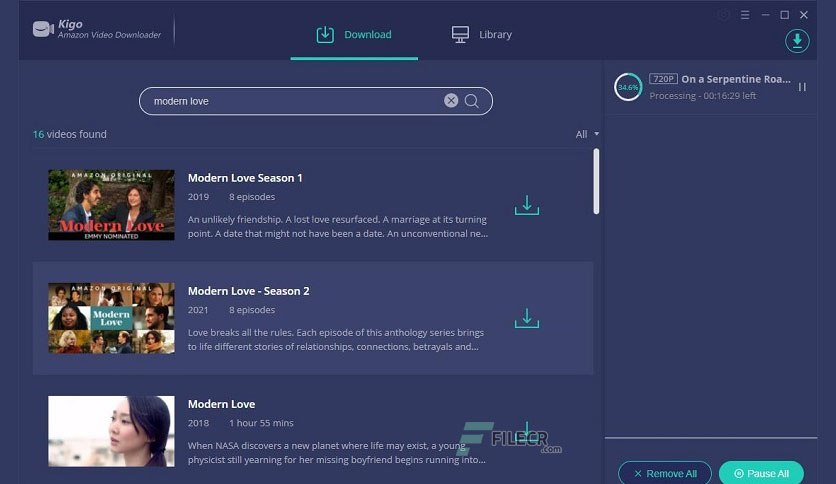 Kigo
Amazon Video Downloader
Download
Library
modern love
16 videos found
All
34.6%
720P On a Serpentine Roa...
Processing - 00:16:29 left
AMAZON ORIGINAL
Modern Love
EMMY NOMINATED
Modern Love Season 1
2019 8 episodes
An unlikely friendship. A lost love resurfaced. A marriage at its turning
point. A date that might not have been a date. An unconventional ne...
AMAZON ORIGINAL
Modern
Love
Modern Love - Season 2
2021 8 episodes
Love breaks all the rules. Each episode of this anthology series brings
to life different stories of relationships, connections, betrayals and...
Modern Love
2018 1 hour 55 mins
When NASA discovers a new planet where life may exist, a young
physicist still yearning for her missing boyfriend begins running into...
FILECR
.com
Remove All
Pause All